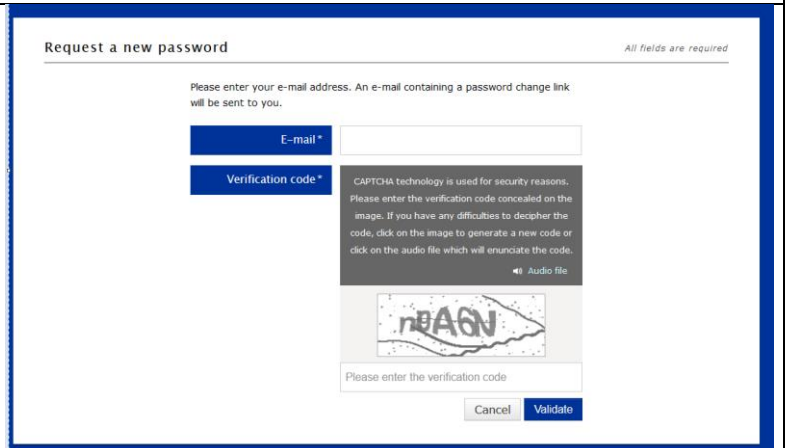 Request a new password
All fields are required
Please enter your e-mail address. An e-mail containing a password change link
will be sent to you.
E-mail *
Verification code *
CAPTCHA technology is used for security reasons.
Please enter the verification code concealed on the
image. If you have any difficulties to decipher the
code, click on the image to generate a new code or
click on the audio file which will enunciate the code.
Audio file
Please enter the verification code
Cancel
Validate